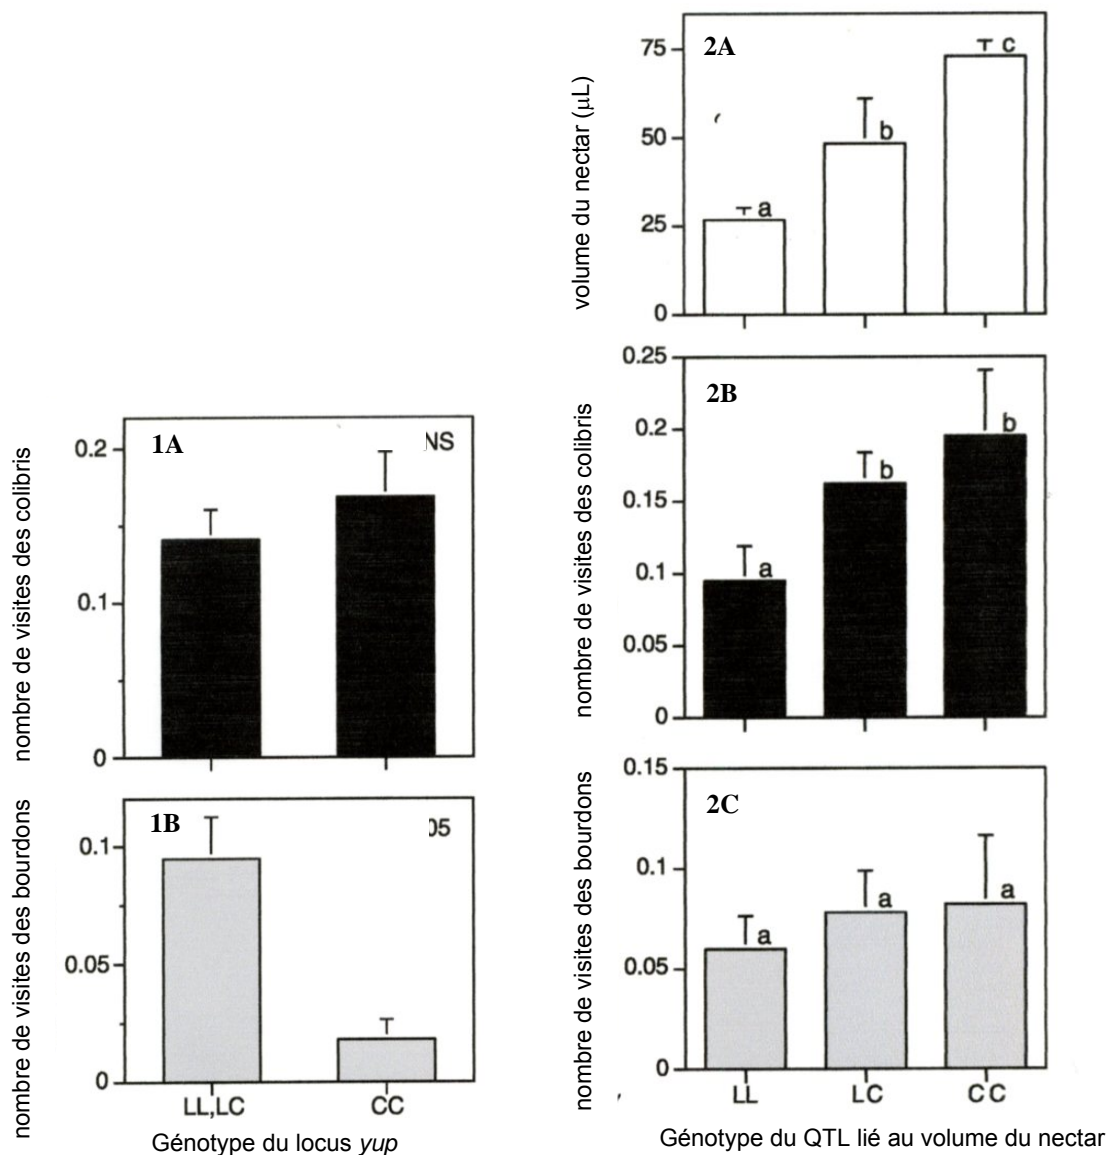 1A
NS
0.2
0.1
0
nombre de visites des colibris
1B
05
0.1
0.05
0
nombre de visites des bourdons
LL,LC
CC
Génotype du locus yup
2A
75
50
25
0
a
b
c
volume du nectar (µL)
2B
0.25
0.2
0.15
0.1
0.05
0
a
b
b
nombre de visites des colibris
2C
0.15
0.1
0.05
0
a
a
a
nombre de visites des bourdons
LL
LC
CC
Génotype du QTL lié au volume du nectar